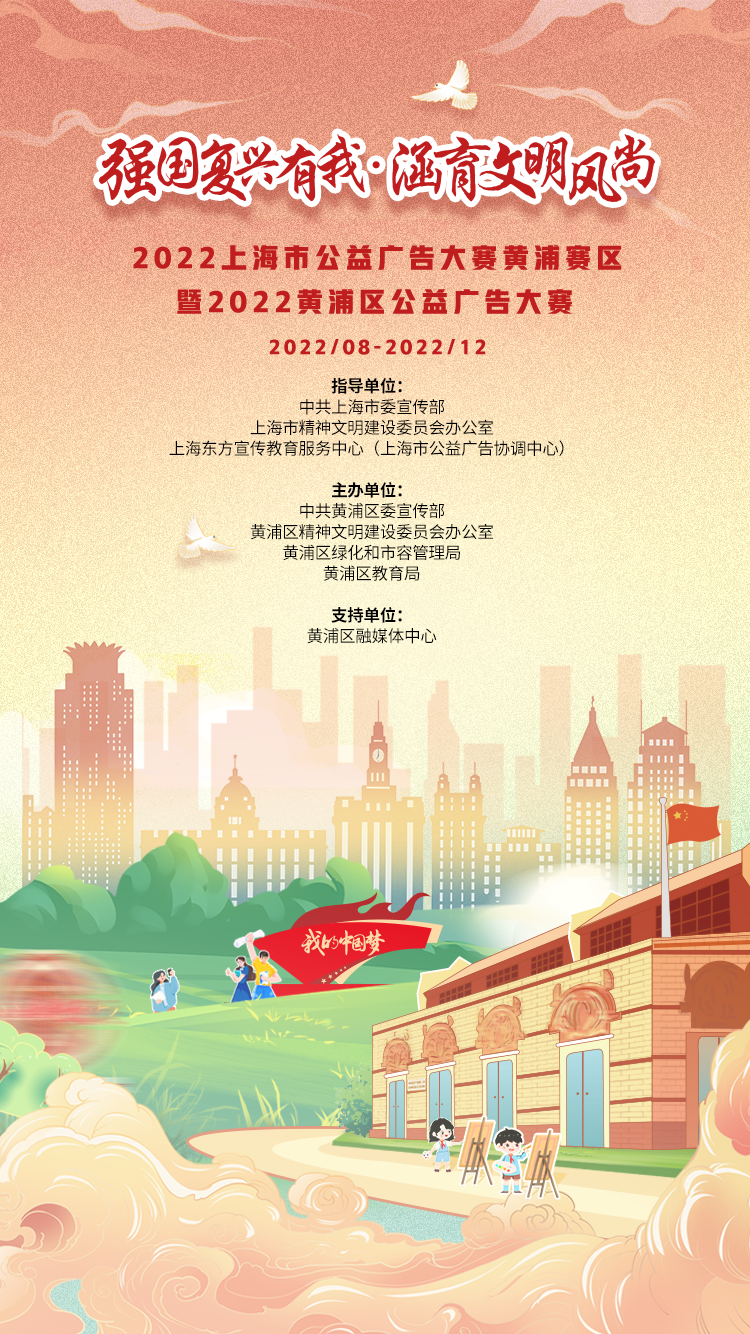 强国复兴有我·涵育文明风尚
2022上海市公益广告大赛黄浦赛区
暨2022黄浦区公益广告大赛
2022/08-2022/12
指导单位:
中共上海市委宣传部
上海市精神文明建设委员会办公室
上海东方宣传教育服务中心（上海市公益广告协调中心）
主办单位:
中共黄浦区委宣传部
黄浦区精神文明建设委员会办公室
黄浦区绿化和市容管理局
黄浦区教育局
支持单位:
黄浦区融媒体中心
我的中国梦